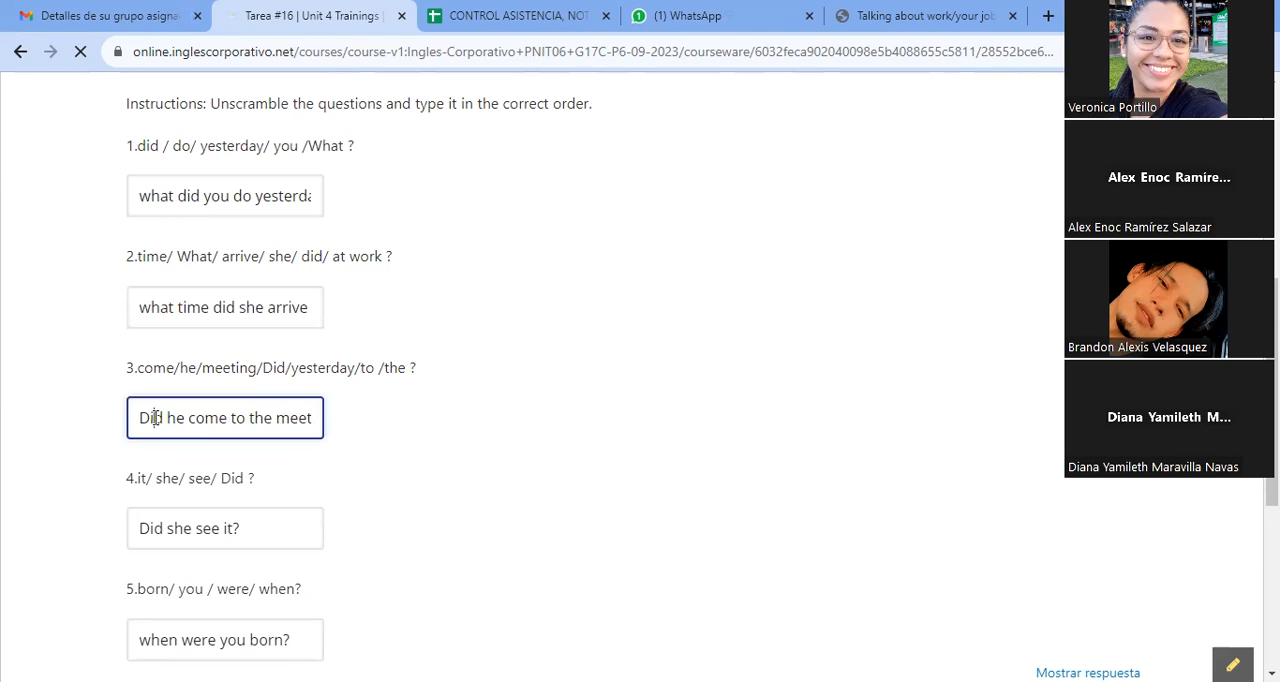 Detalles de su grupo asigna
Tarea #16 | Unit 2 Trainings |
CONTROL ASISTENCIA, NOT
(1) WhatsApp
Talking about work/your job
online.inglescorporativo.net/courses/course-v1:Ingles-Corporativo+
NIT06+G17C-P6-09-2023/courseware/6032feca902040098e5b4088655c5811/28552bce6...
Instructions: Unscramble the questions and type it in the correct order.
1.did / do/ yesterday/ you /What ?
what did you do yesterda
2.time/ What/ arrive/ she/ did/ at work ?
what time did she arrive
3.come/he/meeting/Did/yesterday/to /the ?
Did he come to the meet
4.it/ she/ see/ Did ?
Did she see it?
5.born/ you / were/ when?
when were you born?
Mostrar respuesta
Veronica Portillo
Alex Enoc Ramíre...
Alex Enoc Ramírez Salazar
Brandon Alexis Velasquez
Diana Yamileth M...
Diana Yamileth Maravilla Navas